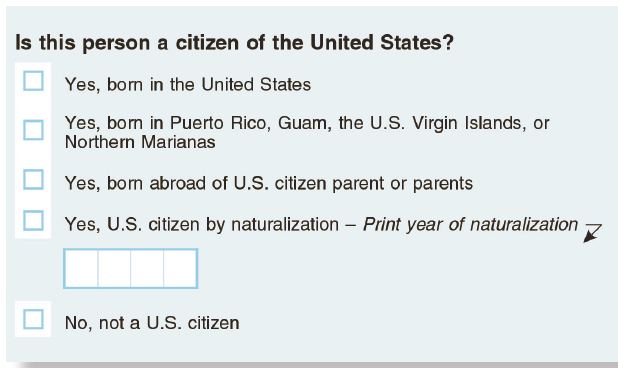 Is this person a citizen of the United States?
Yes, born in the United States
Yes, born in Puerto Rico, Guam, the U.S. Virgin Islands, or
Northern Marianas
Yes, born abroad of U.S. citizen parent or parents
Yes, U.S. citizen by naturalization – Print year of naturalization
No, not a U.S. citizen